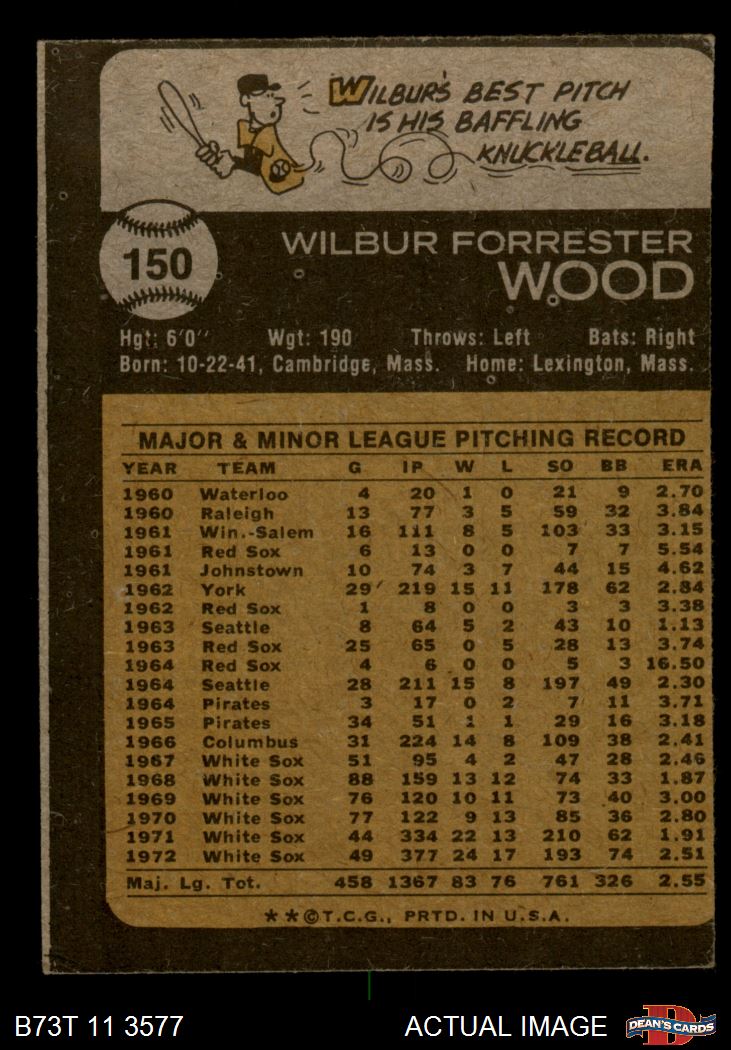 WILBUR'S BEST PITCH
IS HIS BAFFLING
KNUCKLEBALL.
150
WILBUR FORRESTER
WOOD
Hgt: 6'0" Wgt: 190 Throws: Left Bats: Right
Born: 10-22-41, Cambridge, Mass. Home: Lexington, Mass.
MAJOR & MINOR LEAGUE PITCHING RECORD
YEAR TEAM G IP W L SO BB ERA
1960 Waterloo 4 20 1 0 21 9 2.70
1960 Raleigh 13 77 3 5 59 32 3.84
1961 Win.-Salem 16 111 8 5 103 33 3.15
1961 Red Sox 6 13 0 0 7 7 5.54
1961 Johnstown 10 74 3 7 44 15 4.62
1962 York 29 219 15 11 178 62 2.84
1962 Red Sox 1 8 0 0 3 3 3.38
1963 Seattle 8 64 5 2 43 10 1.13
1963 Red Sox 25 65 0 5 28 13 3.74
1964 Red Sox 4 6 0 0 5 3 16.50
1964 Seattle 28 211 15 8 197 49 2.30
1964 Pirates 3 17 0 2 7 11 3.71
1965 Pirates 34 51 1 1 29 16 3.18
1966 Columbus 31 224 14 8 109 38 2.41
1967 White Sox 51 95 4 2 47 28 2.46
1968 White Sox 88 159 13 12 74 33 1.87
1969 White Sox 76 120 10 11 73 40 3.00
1970 White Sox 77 122 9 13 85 36 2.80
1971 White Sox 44 334 22 13 210 62 1.91
1972 White Sox 49 377 24 17 193 74 2.51
Maj. Lg. Tot. 458 1367 83 76 761 326 2.55
★★©T.C.G., PRTD. IN U.S.A.
B73T 11 3577 ACTUAL IMAGE D DEAN'S CARDS